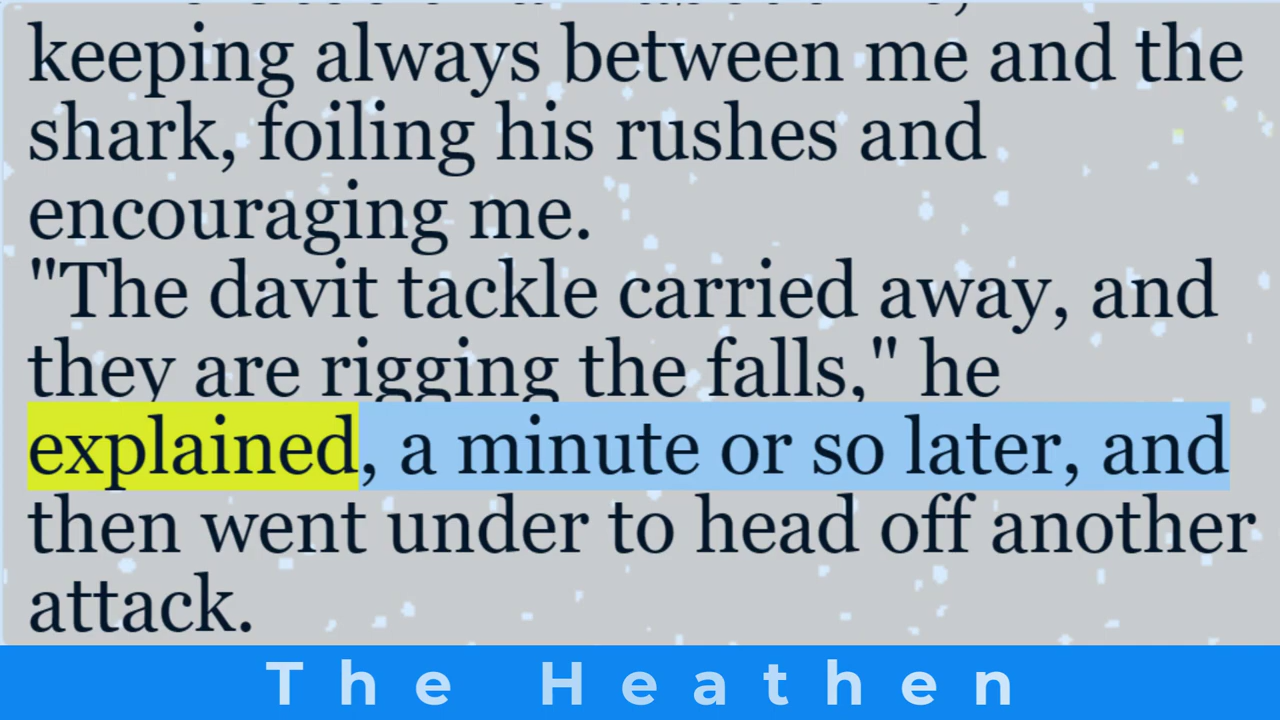 keeping always between me and the
shark, foiling his rushes and
encouraging me.
"The davit tackle carried away, and
they are rigging the falls," he
explained, a minute or so later, and
then went under to head off another
attack.
The Heathen